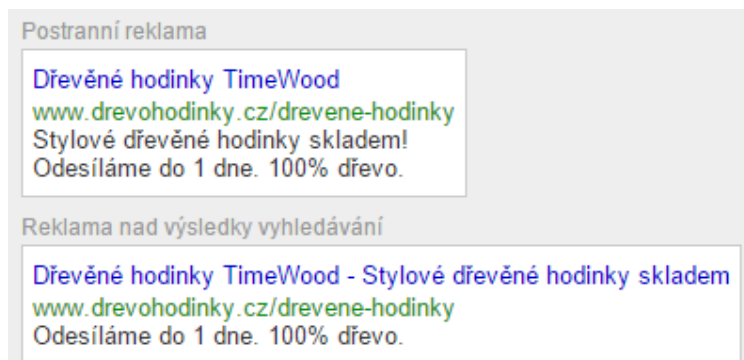 Postranní reklama
Dřevěné hodinky TimeWood
www.drevohodinky.cz/drevene-hodinky
Stylové dřevěné hodinky skladem!
Odesíláme do 1 dne. 100% dřevo.
Reklama nad výsledky vyhledávání
Dřevěné hodinky TimeWood - Stylové dřevěné hodinky skladem
www.drevohodinky.cz/drevene-hodinky
Odesíláme do 1 dne. 100% dřevo.